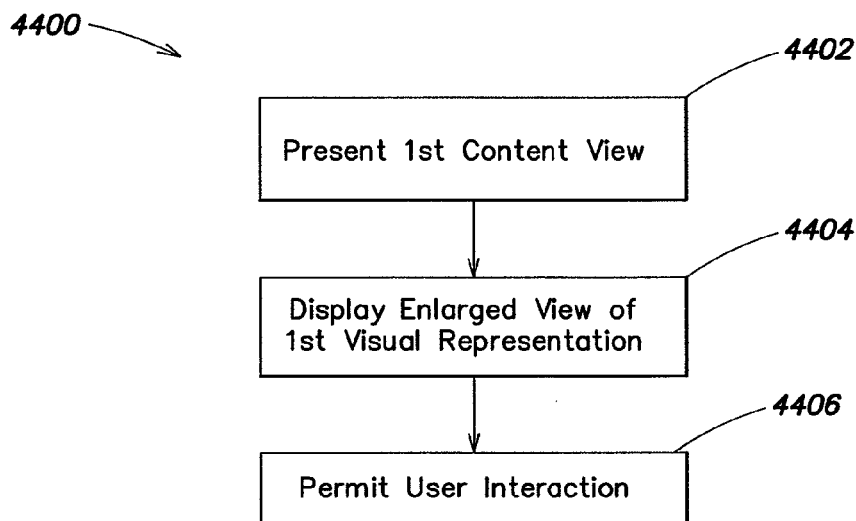 4400
4402
Present 1st Content View
4404
Display Enlarged View of
1st Visual Representation
4406
Permit User Interaction